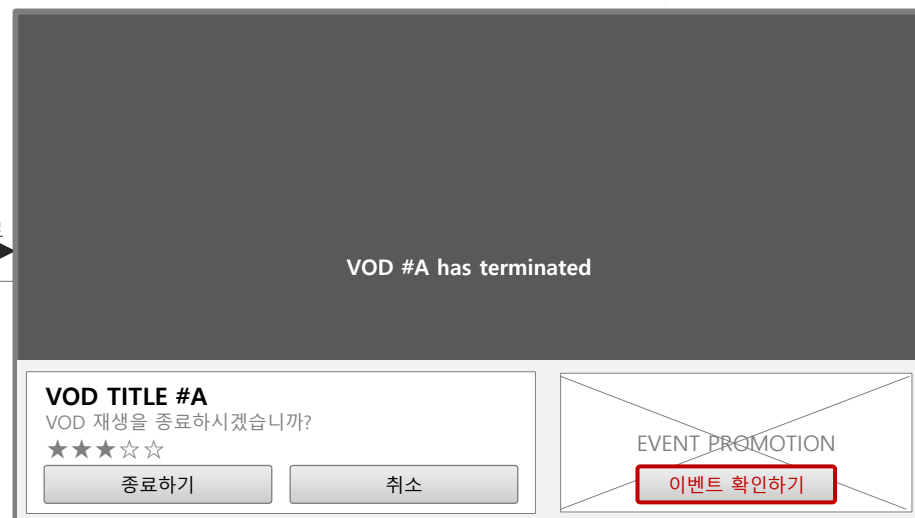 VOD #A has terminated
VOD TITLE #A
VOD 재생을 종료하시겠습니까?
★★★☆☆
종료하기
취소
EVENT PROMOTION
이벤트 확인하기